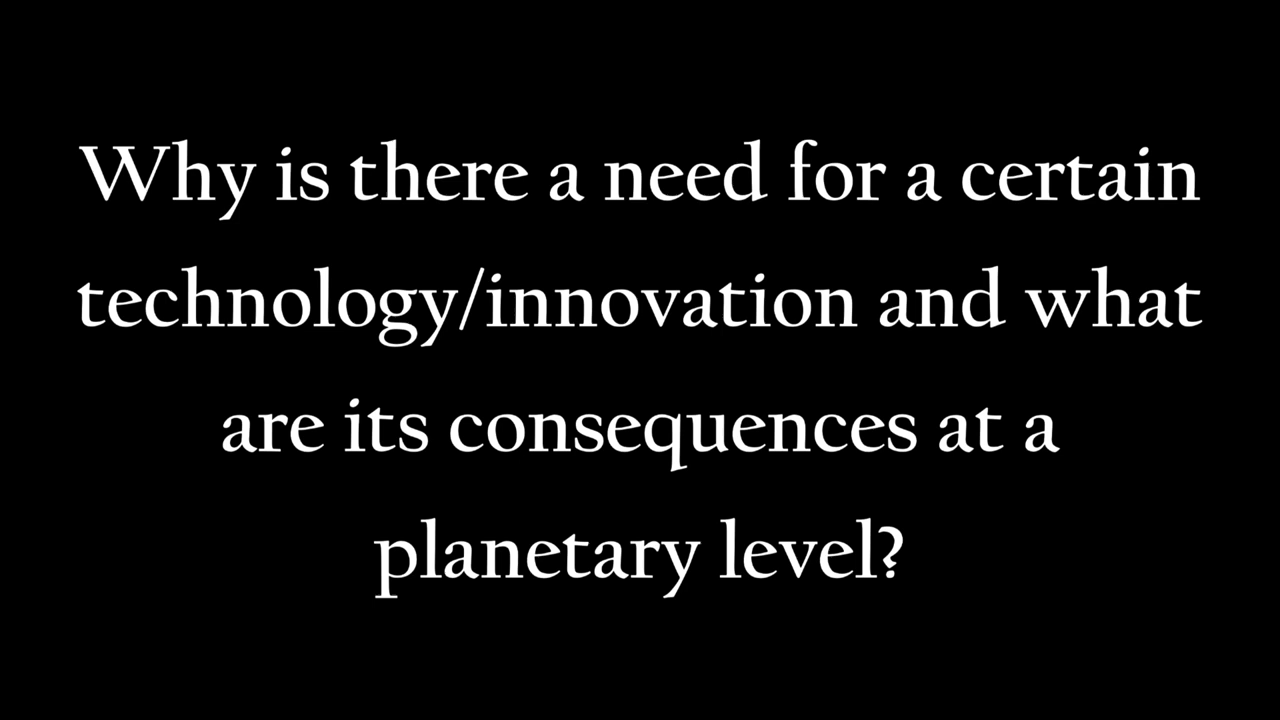 Why is there a need for a certain
technology/innovation and what
are its consequences at a
planetary level?